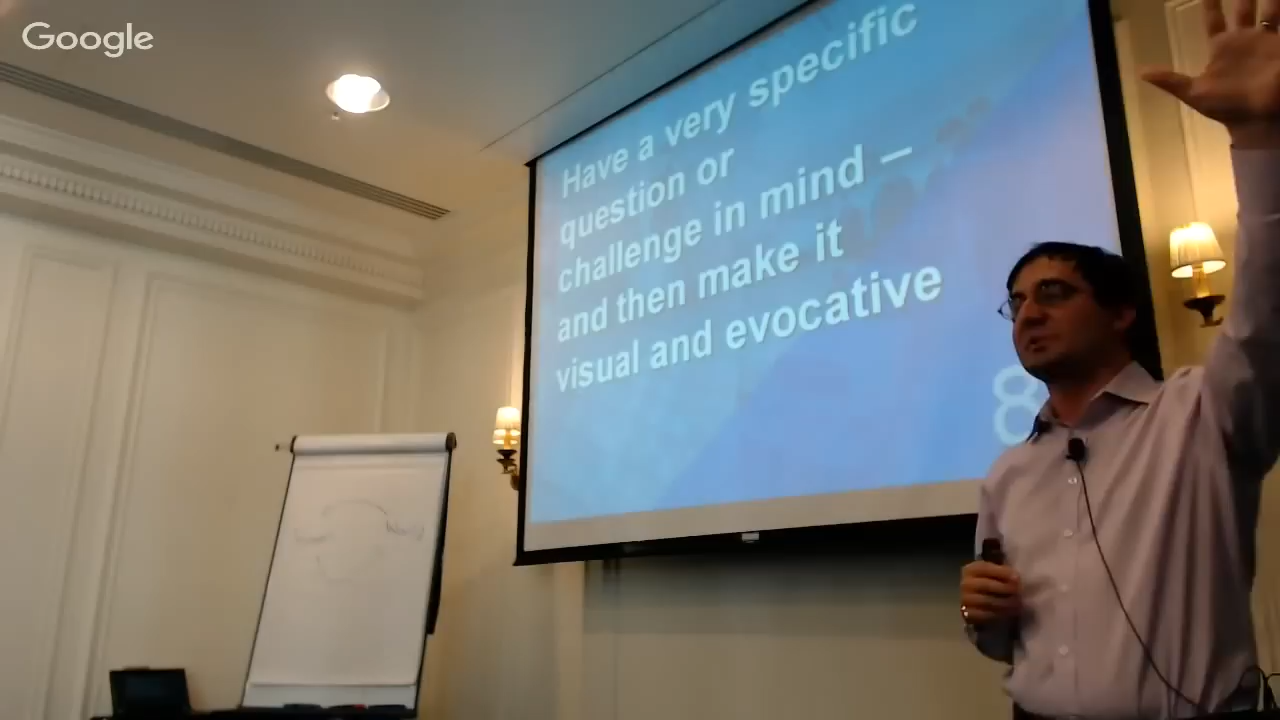 Google
Have a very specific
question or
challenge in mind –
and then make it
visual and evocative
8